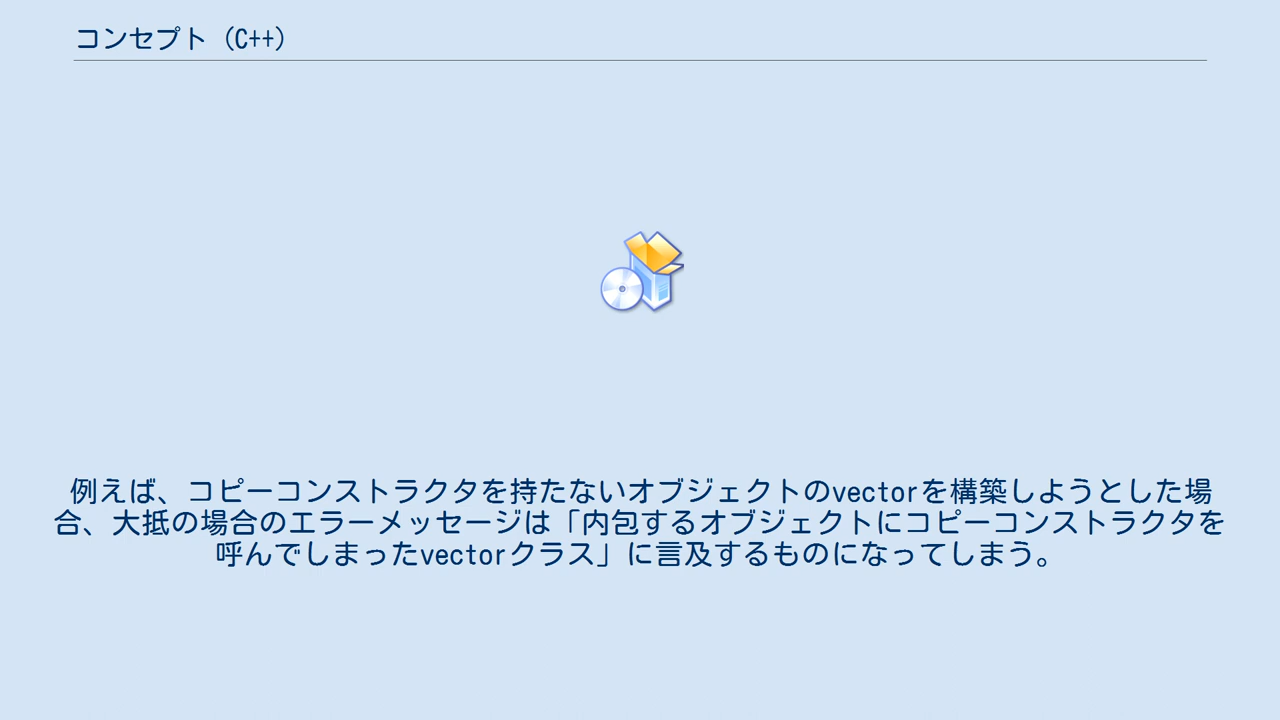 コンセプト（C++）
例えば、コピーコンストラクタを持たないオブジェクトのvectorを構築しようとした場
合、大抵の場合のエラーメッセージは「内包するオブジェクトにコピーコンストラクタを
呼んでしまったvectorクラス」に言及するものになってしまう。